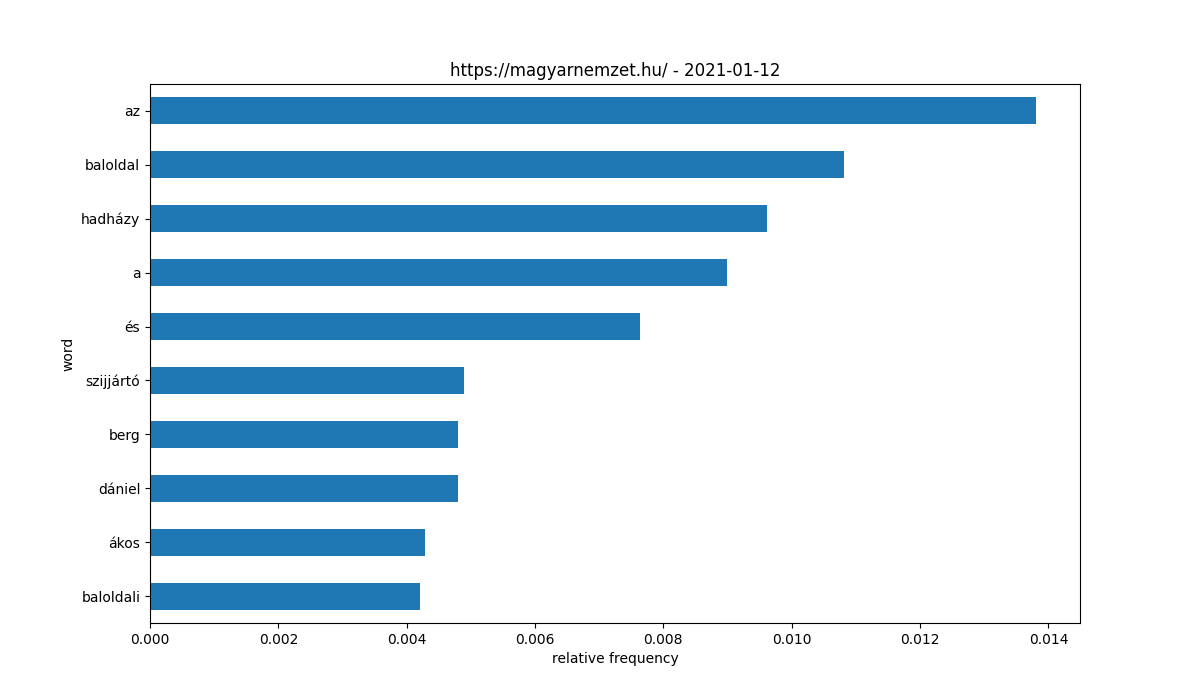 https://magyarnemzet.hu/ - 2021-01-12
az
baloldal
hadházy
a
és
szijjártó
berg
dániel
ákos
baloldali
word
0.000 0.002 0.004 0.006 0.008 0.010 0.012 0.014
relative frequency